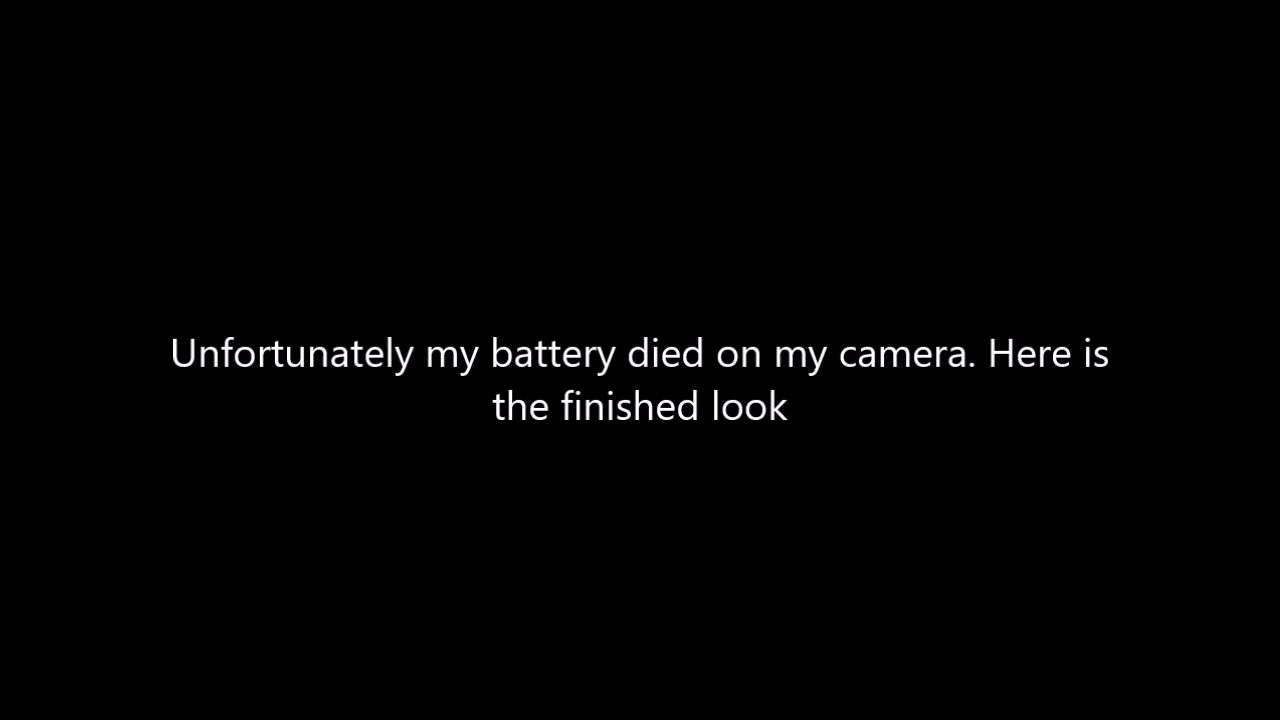 Unfortunately my battery died on my camera. Here is
the finished look